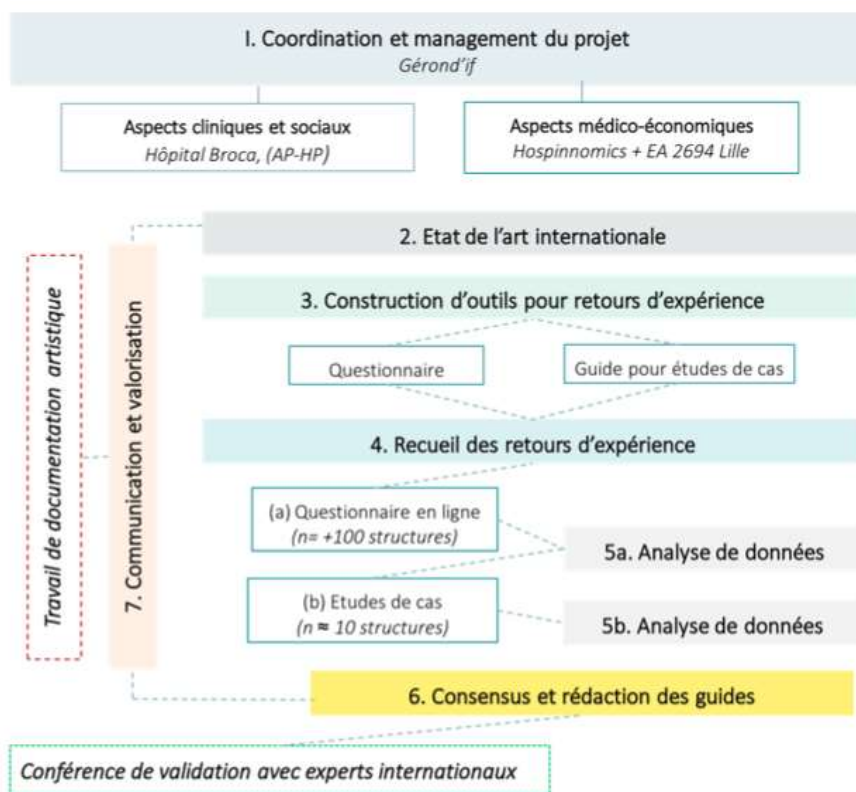 I. Coordination et management du projet
Gérond'if
Aspects cliniques et sociaux
Hôpital Broca, (AP-HP)
Aspects médico-économiques
Hospinnomics + EA 2694 Lille
2. Etat de l'art internationale
3. Construction d'outils pour retours d'expérience
Questionnaire
Guide pour études de cas
4. Recueil des retours d'expérience
(a) Questionnaire en ligne
(n= +100 structures)
5a. Analyse de données
(b) Etudes de cas
(n ≈ 10 structures)
5b. Analyse de données
6. Consensus et rédaction des guides
7. Communication et valorisation
Travail de documentation artistique
Conférence de validation avec experts internationaux